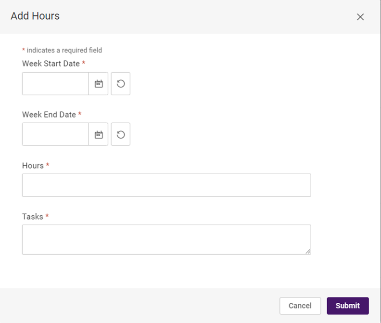 Add Hours
* indicates a required field
Week Start Date *
Week End Date *
Hours *
Tasks *
Cancel Submit